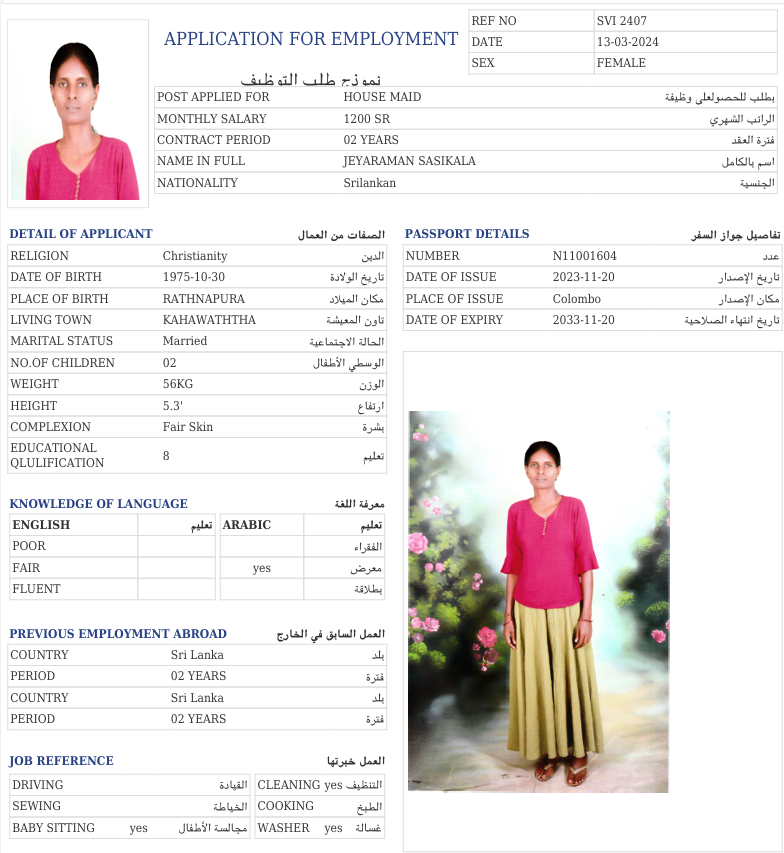 APPLICATION FOR EMPLOYMENT
نموذج طلب التوظيف
REF NO SVI 2407
DATE 13-03-2024
SEX FEMALE
POST APPLIED FOR HOUSE MAID بطلب للحصولعلى وظيفة
MONTHLY SALARY 1200 SR الراتب الشهري
CONTRACT PERIOD 02 YEARS فترة العقد
NAME IN FULL JEYARAMAN SASIKALA اسم بالكامل
NATIONALITY Srilankan الجنسية
DETAIL OF APPLICANT الصفات من العمال
RELIGION Christianity الدين
DATE OF BIRTH 1975-10-30 تاريخ الولادة
PLACE OF BIRTH RATHNAPURA مكان الميلاد
LIVING TOWN KAHAWATHTHA تاون المعيشة
MARITAL STATUS Married الحالة الاجتماعية
NO.OF CHILDREN 02 الوسطي الأطفال
WEIGHT 56KG الوزن
HEIGHT 5.3' ارتفاع
COMPLEXION Fair Skin بشرة
EDUCATIONAL
QLULIFICATION 8 تعليم
PASSPORT DETAILS تفاصيل جواز السفر
NUMBER N11001604 عدد
DATE OF ISSUE 2023-11-20 تاريخ الإصدار
PLACE OF ISSUE Colombo مكان الإصدار
DATE OF EXPIRY 2033-11-20 تاريخ انتهاء الصلاحية
KNOWLEDGE OF LANGUAGE معرفة اللغة
ENGLISH تعليم ARABIC تعليم
POOR الفقراء
FAIR yes معرض
FLUENT بطلاقة
PREVIOUS EMPLOYMENT ABROAD العمل السابق في الخارج
COUNTRY Sri Lanka بلد
PERIOD 02 YEARS فترة
COUNTRY Sri Lanka بلد
PERIOD 02 YEARS فترة
JOB REFERENCE العمل خبرتها
DRIVING القيادة CLEANING yes التنظيف
SEWING الخياطة COOKING الطبخ
BABY SITTING yes مجالسة الأطفال WASHER yes غسالة